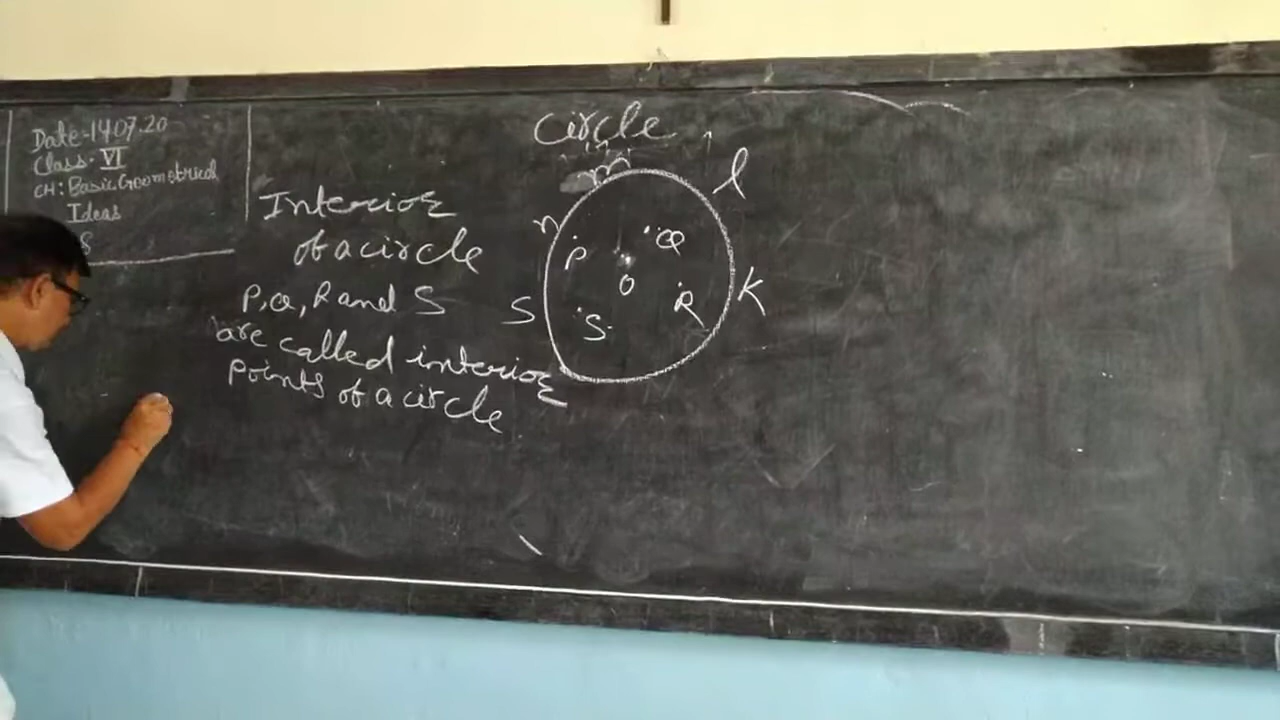 Date-14.07.20
Class-VI
CH: Basic Geometrical
Ideas
S
Circle
Interior
of a circle
P, Q, R and S
are called interior
points of a circle
m
l
n
P
Q
O
K
R
S
S